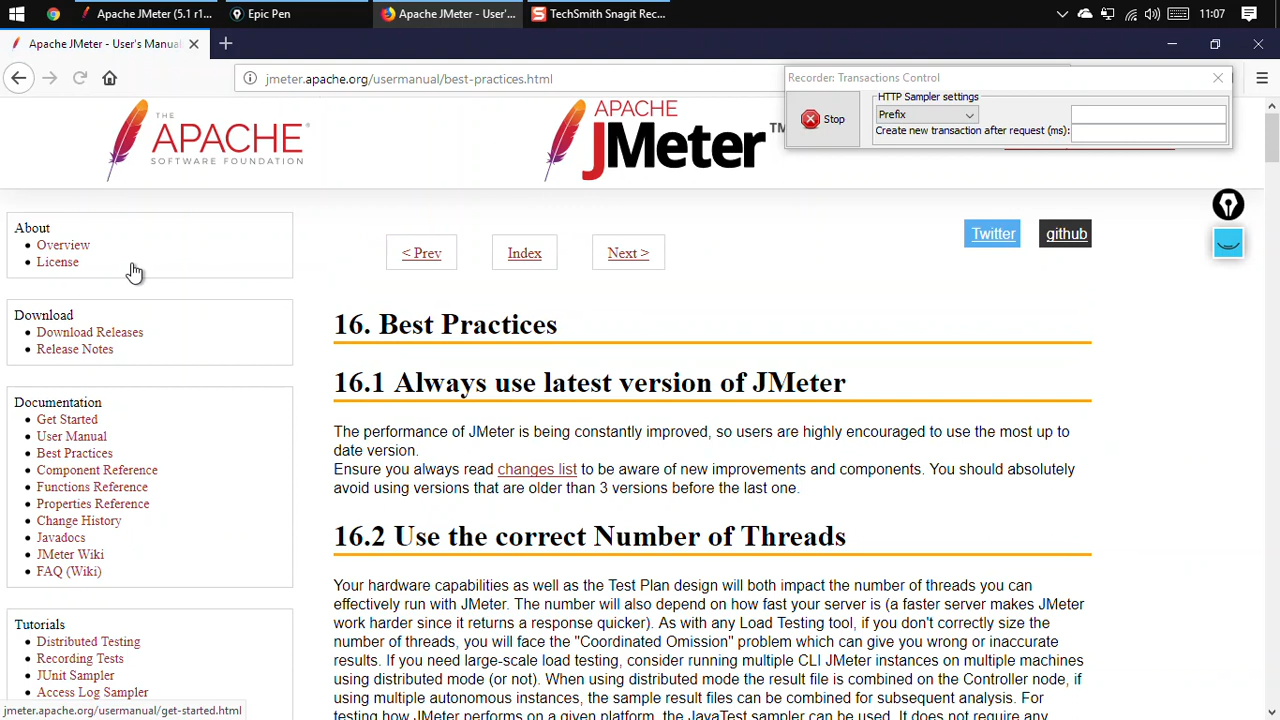 Apache JMeter (5.1 r1...
Epic Pen
Apache JMeter - User'...
TechSmith Snagit Rec...
11:07
Apache JMeter - User's Manual
jmeter.apache.org/usermanual/best-practices.html
Recorder: Transactions Control
Stop
HTTP Sampler settings
Prefix
Create new transaction after request (ms):
THE
APACHE®
SOFTWARE FOUNDATION
APACHE
JMeter TM
About
Overview
License
Download
Download Releases
Release Notes
Documentation
Get Started
User Manual
Best Practices
Component Reference
Functions Reference
Properties Reference
Change History
Javadocs
JMeter Wiki
FAQ (Wiki)
Tutorials
Distributed Testing
Recording Tests
JUnit Sampler
Access Log Sampler
jmeter.apache.org/usermanual/get-started.html
< Prev
Index
Next >
Twitter
github
16. Best Practices
16.1 Always use latest version of JMeter
The performance of JMeter is being constantly improved, so users are highly encouraged to use the most up to
date version.
Ensure you always read changes list to be aware of new improvements and components. You should absolutely
avoid using versions that are older than 3 versions before the last one.
16.2 Use the correct Number of Threads
Your hardware capabilities as well as the Test Plan design will both impact the number of threads you can
effectively run with JMeter. The number will also depend on how fast your server is (a faster server makes JMeter
work harder since it returns a response quicker). As with any Load Testing tool, if you don't correctly size the
number of threads, you will face the "Coordinated Omission" problem which can give you wrong or inaccurate
results. If you need large-scale load testing, consider running multiple CLI JMeter instances on multiple machines
using distributed mode (or not). When using distributed mode the result file is combined on the Controller node, if
using multiple autonomous instances, the sample result files can be combined for subsequent analysis. For
testing how JMeter performs on a given platform, the JavaTest sampler can be used. It does not require any